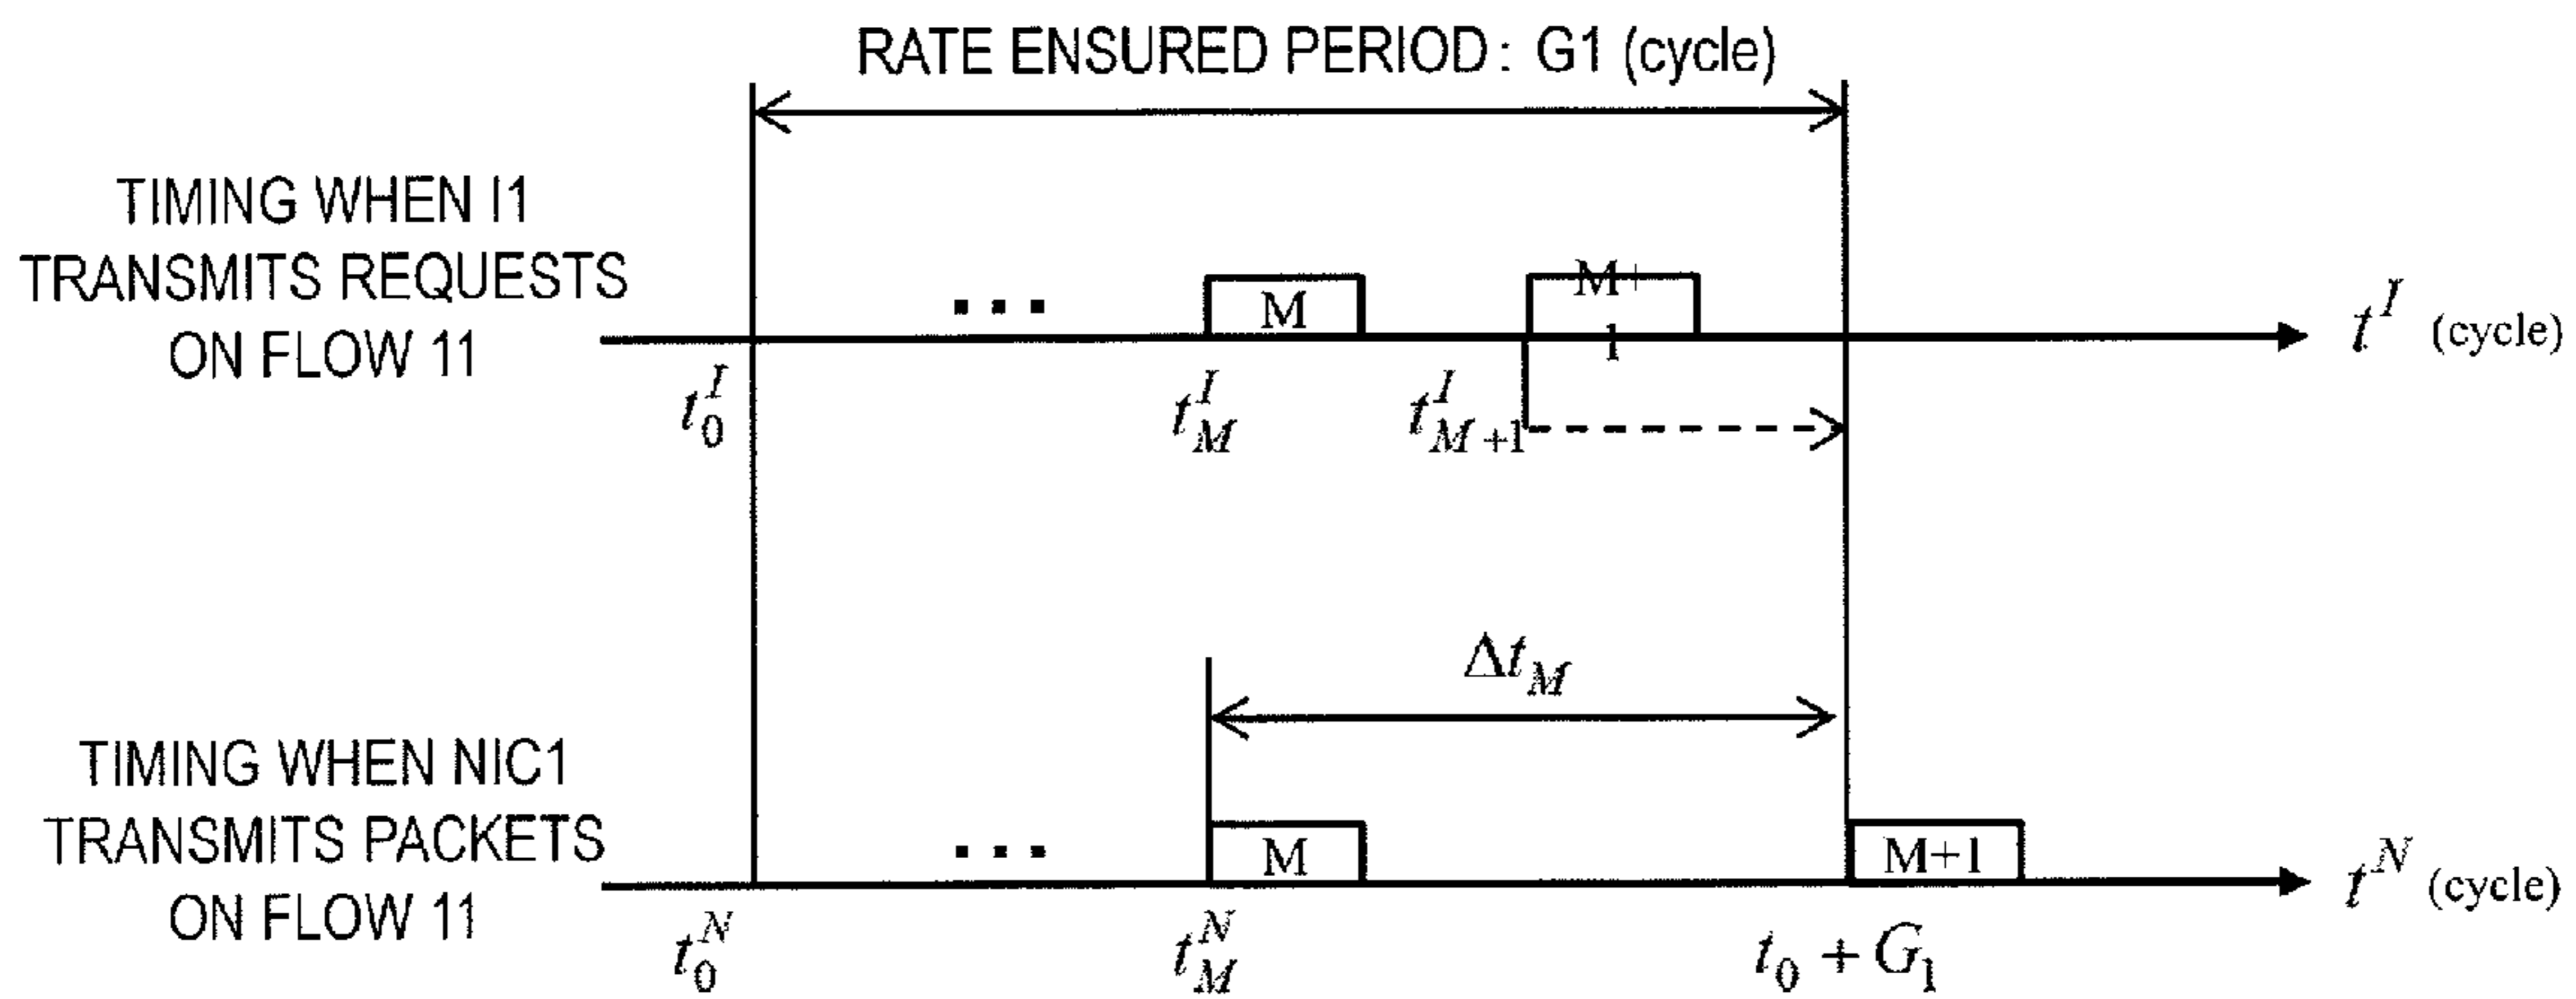 RATE ENSURED PERIOD: G1 (cycle)
TIMING WHEN I1
TRANSMITS REQUESTS
ON FLOW 11
... M M+
1
t^I (cycle)
t_0^I t_M^I t_{M+1}^I
Δt_M
TIMING WHEN NIC1
TRANSMITS PACKETS
ON FLOW 11
... M M+1
t^N (cycle)
t_0^N t_M^N t_0 + G_1